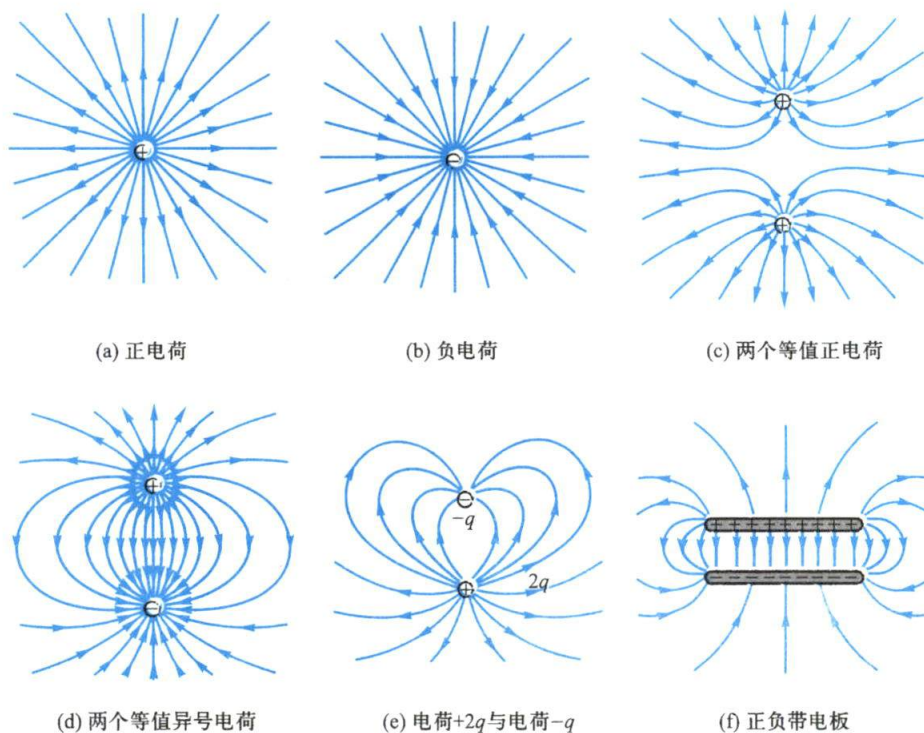 (a) 正电荷
(b) 负电荷
(c) 两个等值正电荷
−q
2q
(d) 两个等值异号电荷
(e) 电荷+2q与电荷−q
(f) 正负带电板